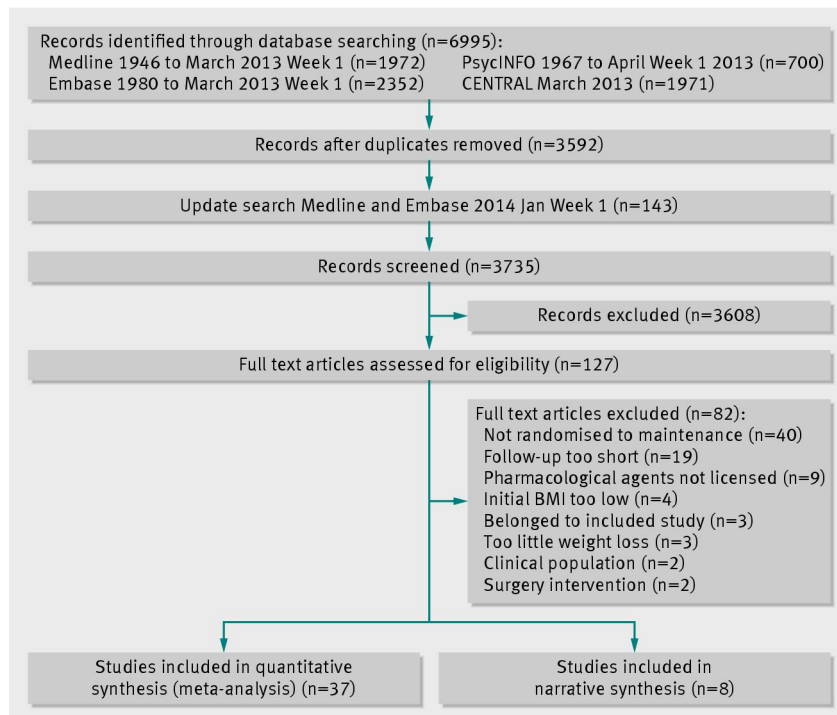 Records identified through database searching (n=6995):
Medline 1946 to March 2013 Week 1 (n=1972)
PsycINFO 1967 to April Week 1 2013 (n=700)
Embase 1980 to March 2013 Week 1 (n=2352)
CENTRAL March 2013 (n=1971)
Records after duplicates removed (n=3592)
Update search Medline and Embase 2014 Jan Week 1 (n=143)
Records screened (n=3735)
Records excluded (n=3608)
Full text articles assessed for eligibility (n=127)
Full text articles excluded (n=82):
Not randomised to maintenance (n=40)
Follow-up too short (n=19)
Pharmacological agents not licensed (n=9)
Initial BMI too low (n=4)
Belonged to included study (n=3)
Too little weight loss (n=3)
Clinical population (n=2)
Surgery intervention (n=2)
Studies included in quantitative
synthesis (meta-analysis) (n=37)
Studies included in
narrative synthesis (n=8)